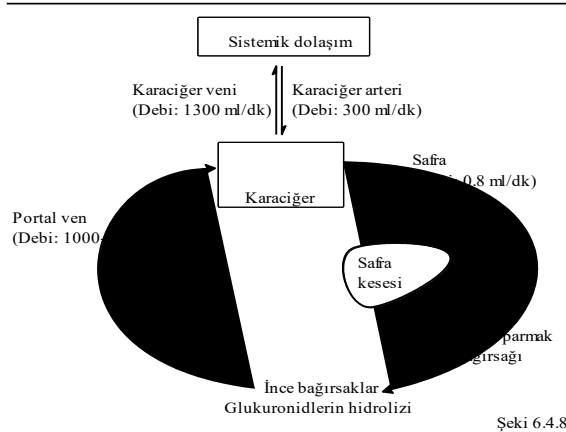 Sistemik dolaşım
Karaciğer veni
(Debi: 1300 ml/dk)
Karaciğer arteri
(Debi: 300 ml/dk)
Safra
0.8 ml/dk)
Karaciğer
Portal ven
(Debi: 1000
Safra
kesesi
parmak
İnce bağırsaklar
Glukuronidlerin hidrolizi
Şeki 6.4.8